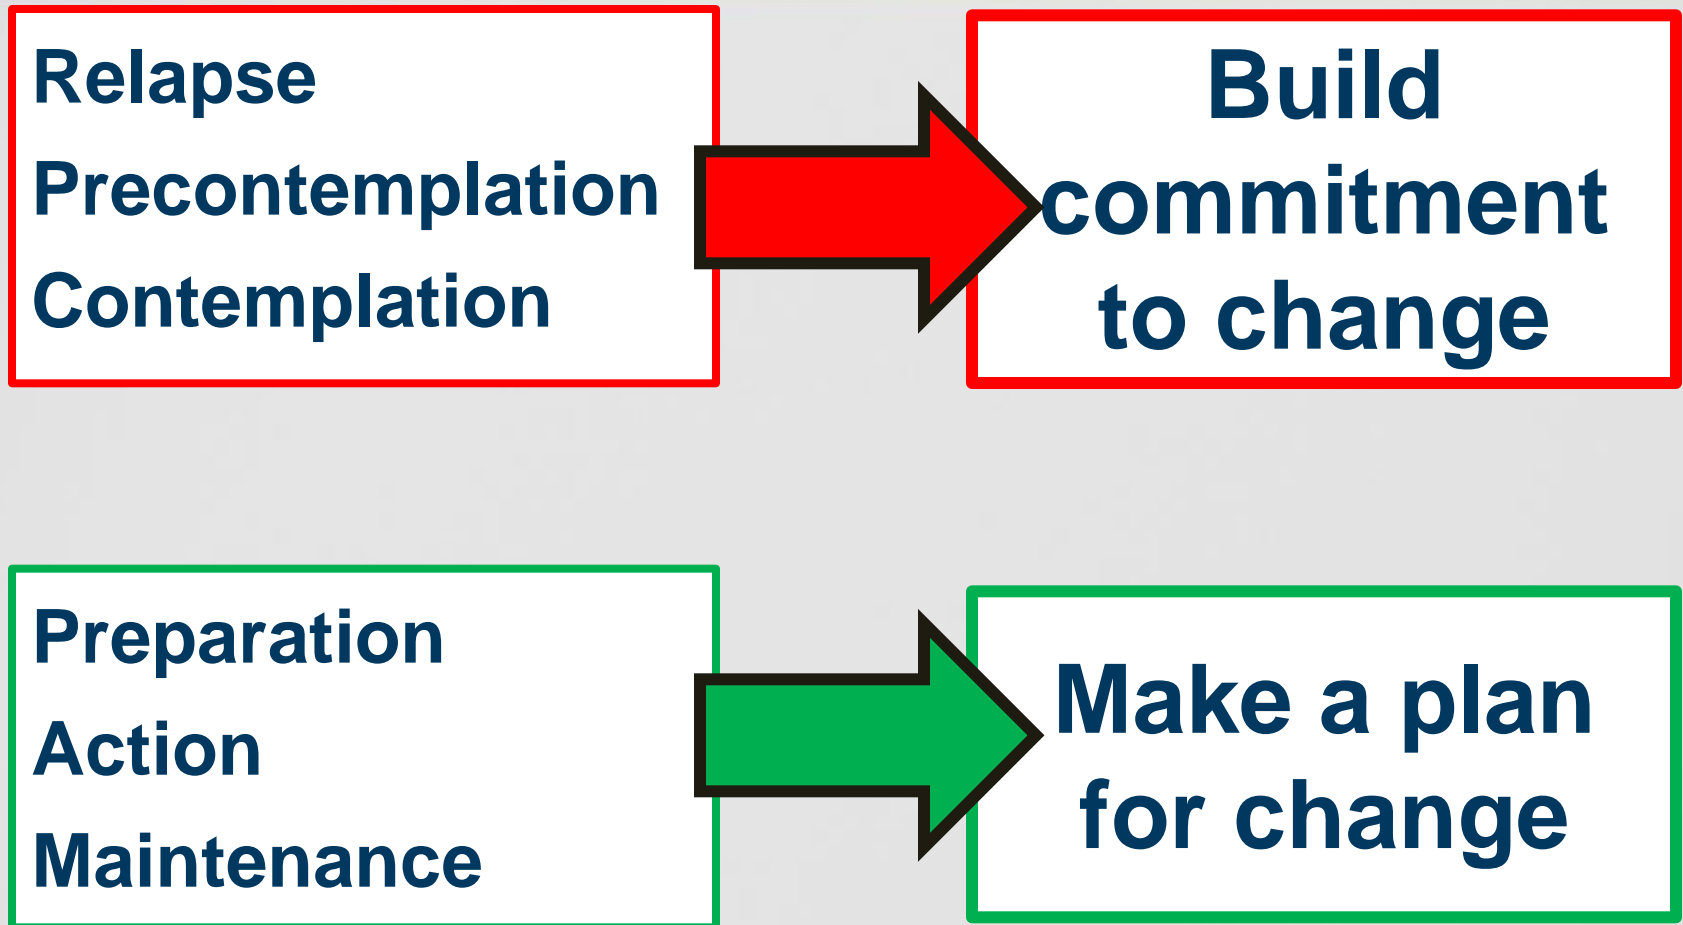 Relapse
Precontemplation
Contemplation
Build
commitment
to change
Preparation
Action
Maintenance
Make a plan
for change